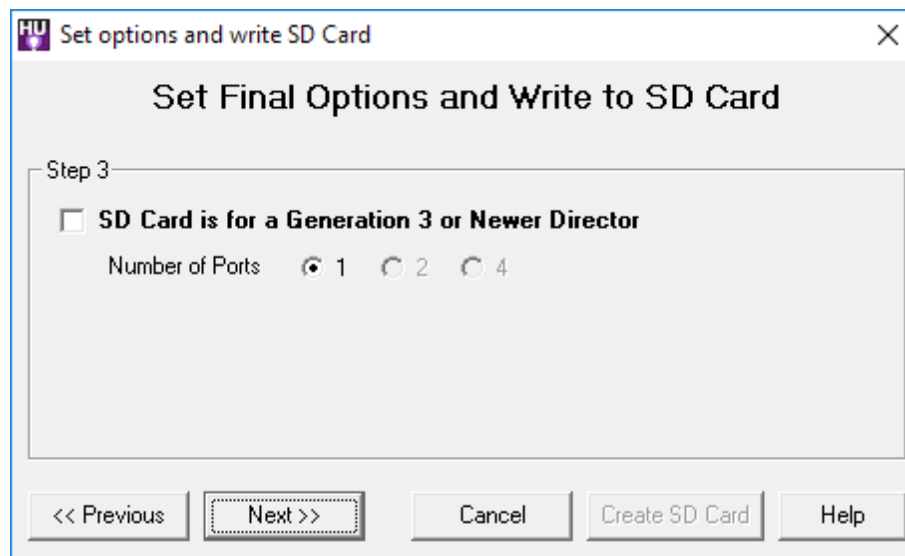 HU Set options and write SD Card
Set Final Options and Write to SD Card
Step 3
SD Card is for a Generation 3 or Newer Director
Number of Ports 1 2 4
<< Previous Next >> Cancel Create SD Card Help